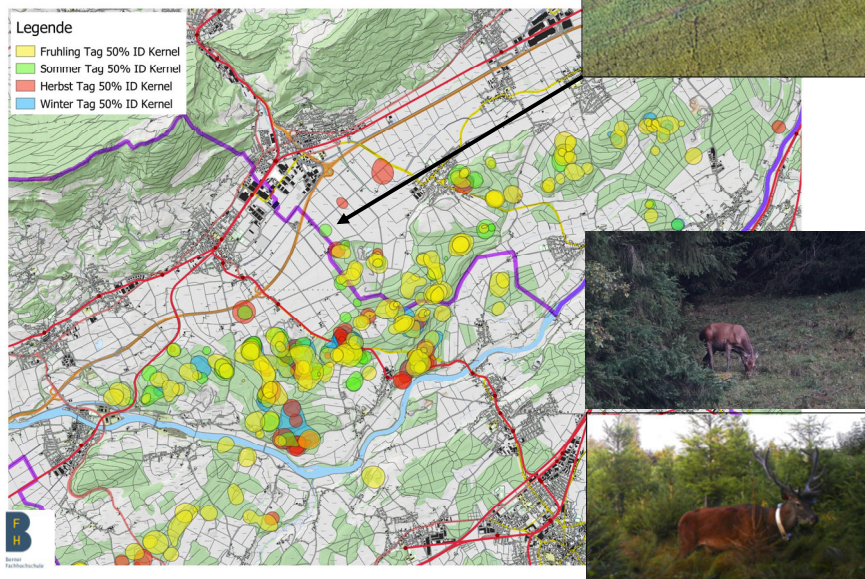 Legende
Fruhling Tag 50% ID Kernel
Sommer Tag 50% ID Kernel
Herbst Tag 50% ID Kernel
Winter Tag 50% ID Kernel
B
F
H
Berner
Fachhochschule